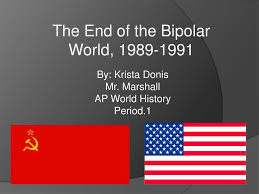 The End of the Bipolar
World, 1989-1991
By: Krista Donis
Mr. Marshall
AP World History
Period.1